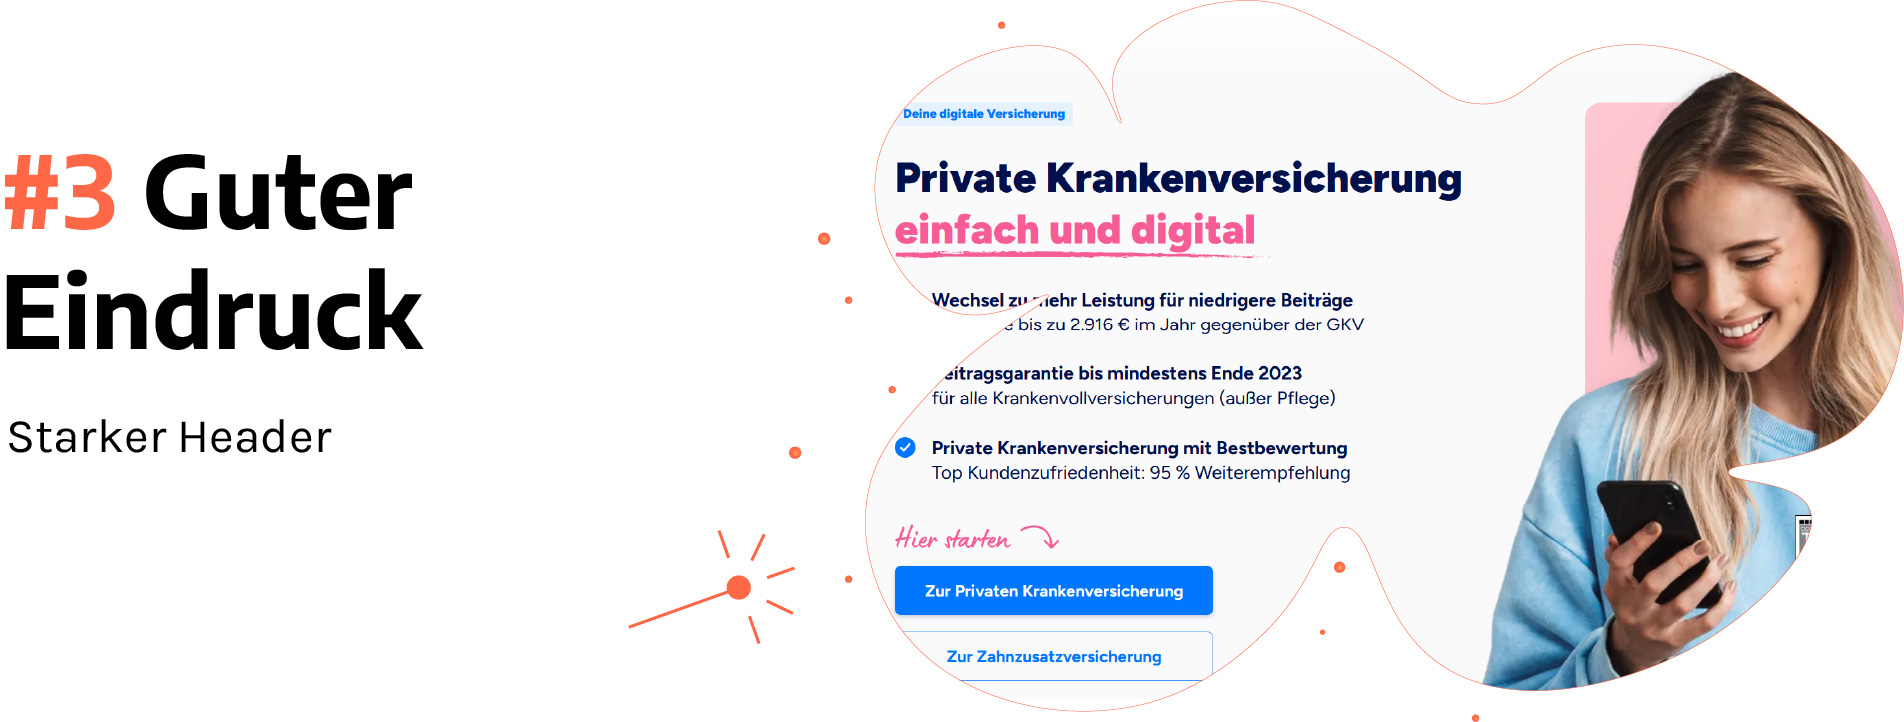 #3 Guter
Eindruck
Starker Header
Deine digitale Versicherung
Private Krankenversicherung
einfach und digital
Wechsel zu mehr Leistung für niedrigere Beiträge
bis zu 2.916 € im Jahr gegenüber der GKV
eitragsgarantie bis mindestens Ende 2023
für alle Krankenvollversicherungen (außer Pflege)
Private Krankenversicherung mit Bestbewertung
Top Kundenzufriedenheit: 95 % Weiterempfehlung
Hier starten
Zur Privaten Krankenversicherung
Zur Zahnzusatzversicherung